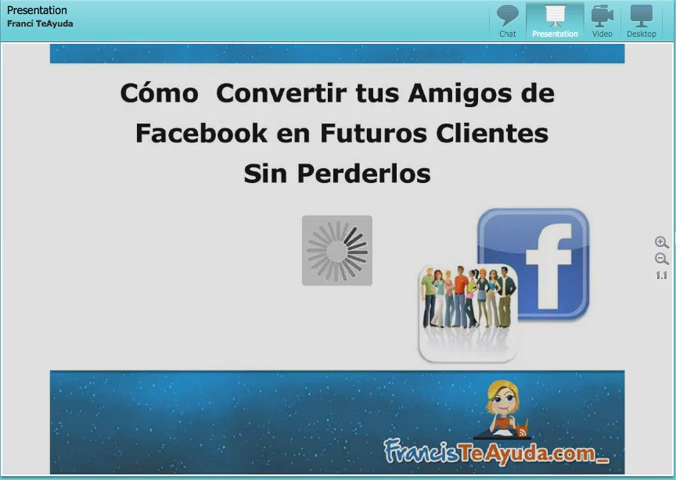 Presentation
Franci TeAyuda
Chat
Presentation
Video
Desktop
Cómo Convertir tus Amigos de
Facebook en Futuros Clientes
Sin Perderlos
f
1:1
FrancisTeAyuda.com_